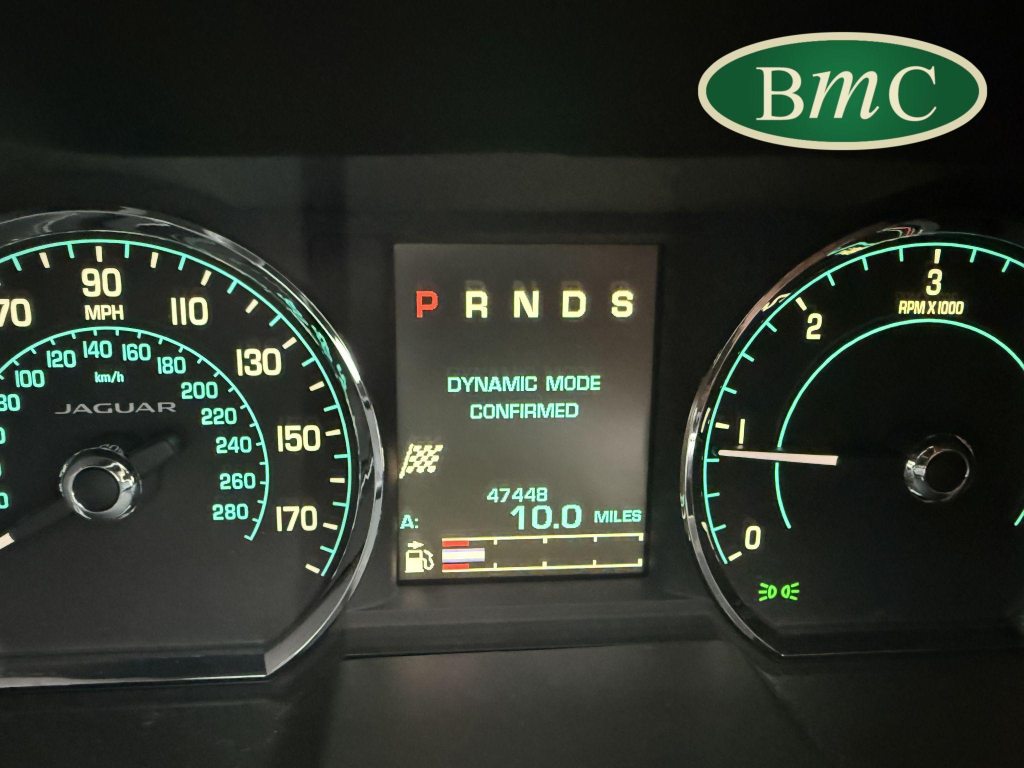 BmC
P R N D S
DYNAMIC MODE
CONFIRMED
47448
A: 10.0 MILES
90
MPH
110
130
150
170
100 120 140 160 180 200 220 240 260 280
km/h
JAGUAR
0 1 2 3
RPM X 1000